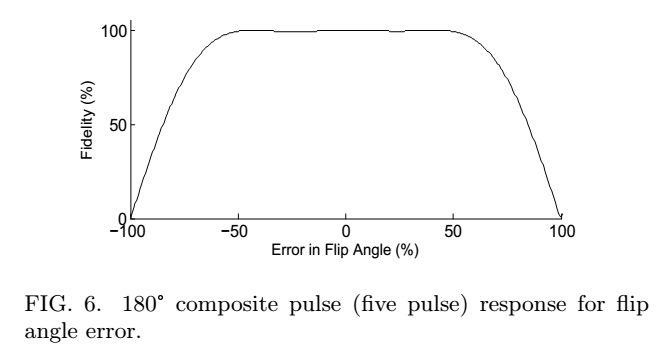 100
50
0
Fidelity (%)
−100 −50 0 50 100
Error in Flip Angle (%)
FIG. 6. 180° composite pulse (five pulse) response for flip
angle error.